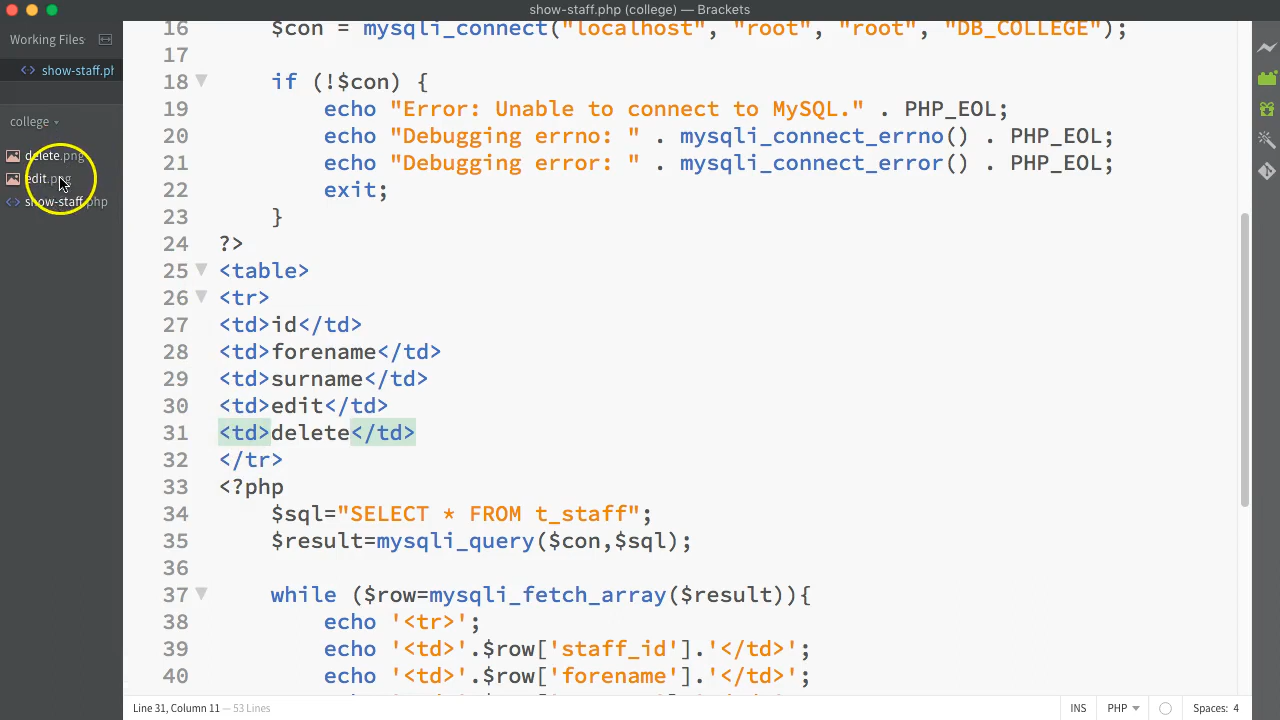 show-staff.php (college) — Brackets
Working Files
show-staff.ph
college
delete.png
edit.png
show-staff.php
16 $con = mysqli_connect("localhost", "root", "root", "DB_COLLEGE");
17
18 if (!$con) {
19 echo "Error: Unable to connect to MySQL." . PHP_EOL;
20 echo "Debugging errno: " . mysqli_connect_errno() . PHP_EOL;
21 echo "Debugging error: " . mysqli_connect_error() . PHP_EOL;
22 exit;
23 }
24 ?>
25 <table>
26 <tr>
27 <td>id</td>
28 <td>forename</td>
29 <td>surname</td>
30 <td>edit</td>
31 <td>delete</td>
32 </tr>
33 <?php
34 $sql="SELECT * FROM t_staff";
35 $result=mysqli_query($con,$sql);
36
37 while ($row=mysqli_fetch_array($result)){
38 echo '<tr>';
39 echo '<td>'.$row['staff_id'].'</td>';
40 echo '<td>'.$row['forename'].'</td>';
Line 31, Column 11 — 53 Lines
INS
PHP
Spaces: 4